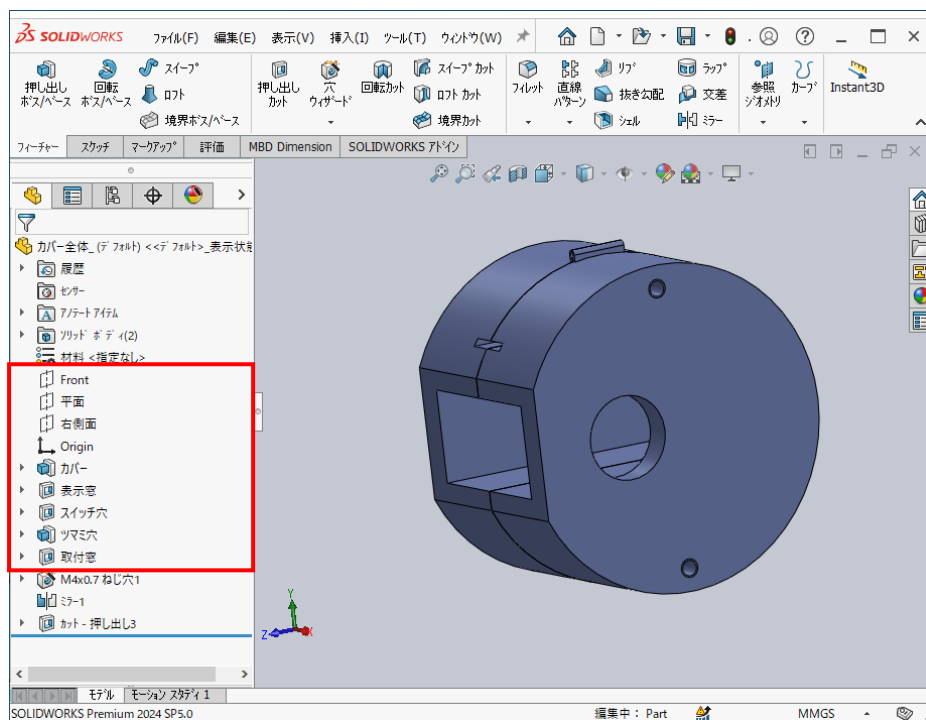 SOLIDWORKS ファイル(F) 編集(E) 表示(V) 挿入(I) ツール(T) ウィンドウ(W)
押し出し ボス/ベース
回転 ボス/ベース
スイープ
ロフト
境界ボス/ベース
押し出し カット
穴 ウィザード
回転カット
スイープ カット
ロフト カット
境界カット
フィレット
直線 パターン
リブ
抜き勾配
シェル
ラップ
交差
ミラー
参照 ジオメトリ
カーブ
Instant3D
フィーチャー スケッチ マークアップ 評価 MBD Dimension SOLIDWORKS アドイン
カバー全体_ (デフォルト) <<デフォルト>_表示状態
履歴
センサー
アノテート アイテム
ソリッド ボディ(2)
材料 <指定なし>
Front
平面
右側面
Origin
カバー
表示窓
スイッチ穴
ツマミ穴
取付窓
M4x0.7 ねじ穴1
ミラー1
カット - 押し出し3
Y
Z X
モデル モーション スタディ 1
SOLIDWORKS Premium 2024 SP5.0 編集中： Part MMGS